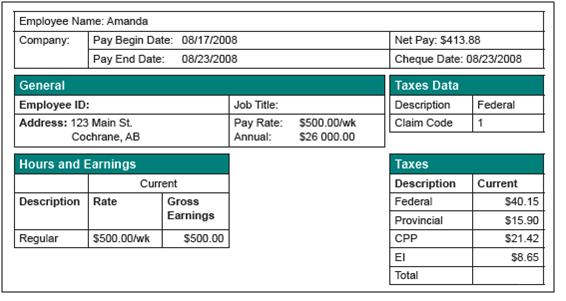 Employee Name: Amanda
Company: Pay Begin Date: 08/17/2008 Net Pay: $413.88
Pay End Date: 08/23/2008 Cheque Date: 08/23/2008
General
Employee ID: Job Title:
Address: 123 Main St. Pay Rate: $500.00/wk
Cochrane, AB Annual: $26 000.00
Taxes Data
Description Federal
Claim Code 1
Hours and Earnings
Current
Description Rate Gross
Earnings
Regular $500.00/wk $500.00
Taxes
Description Current
Federal $40.15
Provincial $15.90
CPP $21.42
EI $8.65
Total